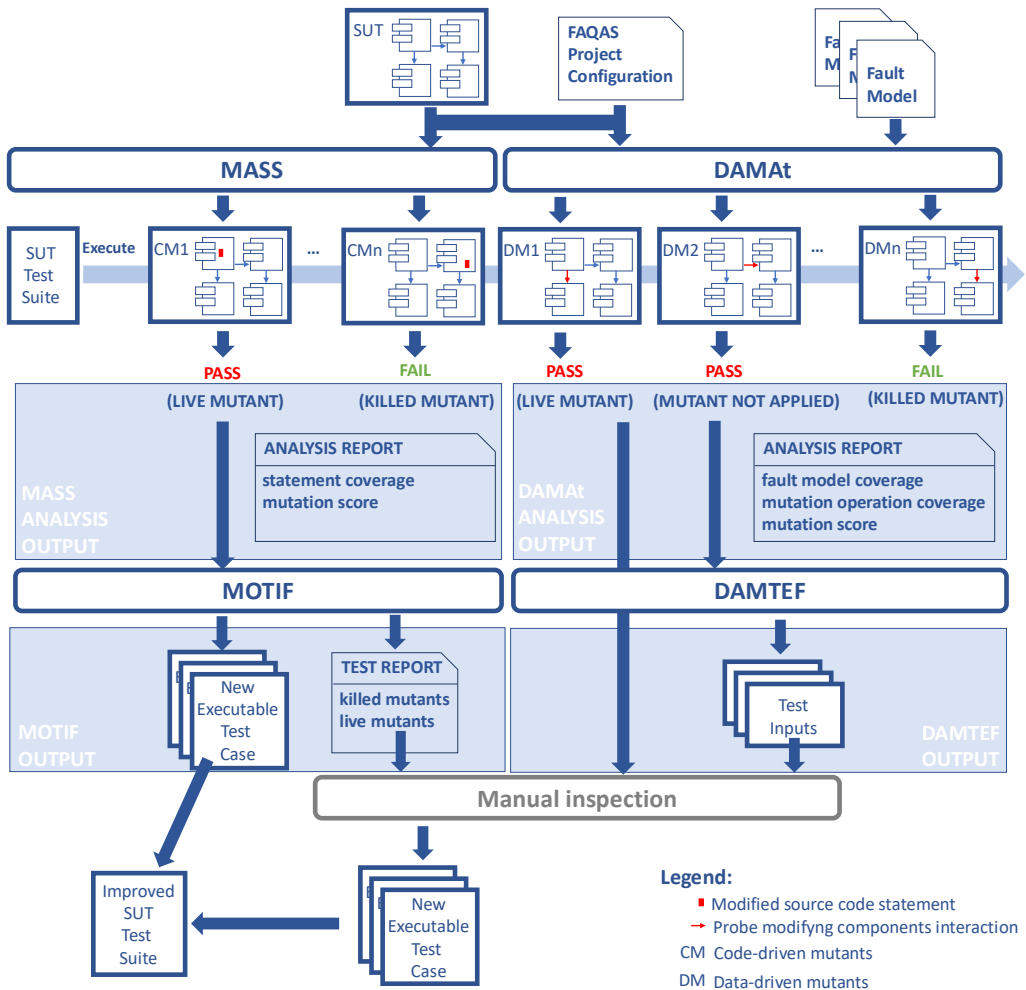 SUT
FAQAS
Project
Configuration
Fa
M
F
M
Fault
Model
MASS
DAMAt
SUT
Test
Suite
Execute
CM1
...
CMn
DM1
DM2
...
DMn
PASS
FAIL
PASS
PASS
FAIL
(LIVE MUTANT)
(KILLED MUTANT)
(LIVE MUTANT)
(MUTANT NOT APPLIED)
(KILLED MUTANT)
MASS
ANALYSIS
OUTPUT
ANALYSIS REPORT
statement coverage
mutation score
DAMAt
ANALYSIS
OUTPUT
ANALYSIS REPORT
fault model coverage
mutation operation coverage
mutation score
MOTIF
DAMTEF
MOTIF
OUTPUT
New
Executable
Test
Case
TEST REPORT
killed mutants
live mutants
Test
Inputs
DAMTEF
OUTPUT
Manual inspection
Improved
SUT
Test
Suite
New
Executable
Test
Case
Legend:
Modified source code statement
Probe modifyng components interaction
CM Code-driven mutants
DM Data-driven mutants